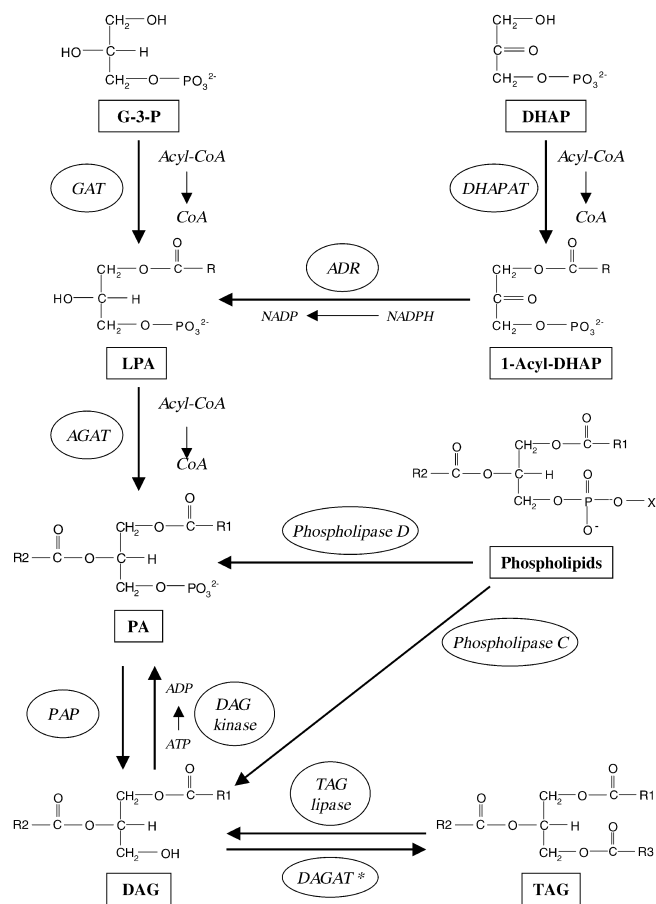 CH2—OH
HO—C—H
CH2—O—PO3 2-
G-3-P
CH2—OH
C=O
CH2—O—PO3 2-
DHAP
GAT
Acyl-CoA
CoA
DHAPAT
Acyl-CoA
CoA
O
CH2—O—C—R
HO—C—H
CH2—O—PO3 2-
LPA
ADR
NADP
NADPH
O
CH2—O—C—R
C=O
CH2—O—PO3 2-
1-Acyl-DHAP
AGAT
Acyl-CoA
CoA
O
O CH2—O—C—R1
R2—C—O—C—H O
CH2—O—P—O—X
O-
Phospholipids
O
O CH2—O—C—R1
R2—C—O—C—H
CH2—O—PO3 2-
PA
Phospholipase D
Phospholipase C
PAP
ADP
ATP
DAG
kinase
O
O CH2—O—C—R1
R2—C—O—C—H
CH2—OH
DAG
TAG
lipase
DAGAT *
O
O CH2—O—C—R1
R2—C—O—C—H O
CH2—O—C—R3
TAG